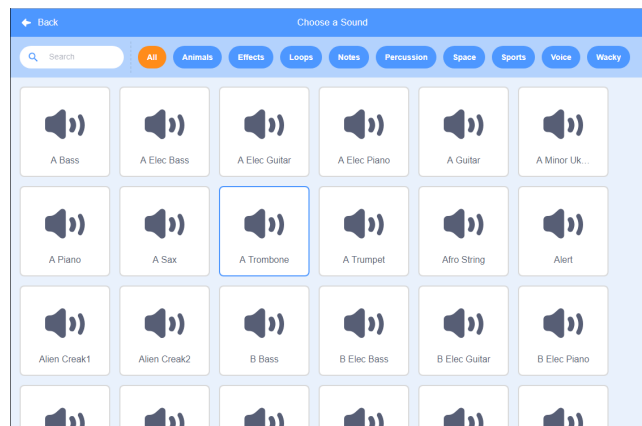 Back
Choose a Sound
Search
All Animals Effects Loops Notes Percussion Space Sports Voice Wacky
A Bass A Elec Bass A Elec Guitar A Elec Piano A Guitar A Minor Uk...
A Piano A Sax A Trombone A Trumpet Afro String Alert
Alien Creak1 Alien Creak2 B Bass B Elec Bass B Elec Guitar B Elec Piano